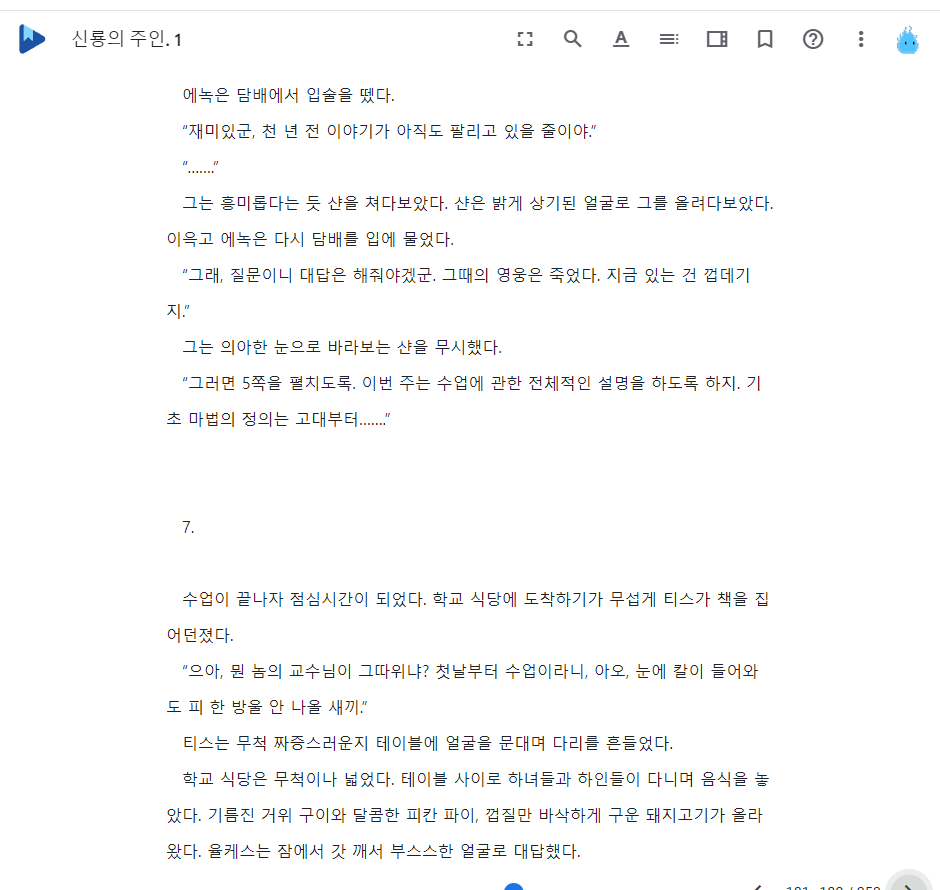 신룡의 주인. 1
에녹은 담배에서 입술을 뗐다.
“재미있군, 천 년 전 이야기가 아직도 팔리고 있을 줄이야.”
“…….”
그는 흥미롭다는 듯 샨을 쳐다보았다. 샨은 밝게 상기된 얼굴로 그를 올려다보았다.
이윽고 에녹은 다시 담배를 입에 물었다.
“그래, 질문이니 대답은 해줘야겠군. 그때의 영웅은 죽었다. 지금 있는 건 껍데기
지.”
그는 의아한 눈으로 바라보는 샨을 무시했다.
“그러면 5쪽을 펼치도록. 이번 주는 수업에 관한 전체적인 설명을 하도록 하지. 기
초 마법의 정의는 고대부터…….”
7.
수업이 끝나자 점심시간이 되었다. 학교 식당에 도착하기가 무섭게 티스가 책을 집
어던졌다.
“으아, 뭔 놈의 교수님이 그따위냐? 첫날부터 수업이라니, 아오, 눈에 칼이 들어와
도 피 한 방울 안 나올 새끼.”
티스는 무척 짜증스러운지 테이블에 얼굴을 문대며 다리를 흔들었다.
학교 식당은 무척이나 넓었다. 테이블 사이로 하녀들과 하인들이 다니며 음식을 놓
았다. 기름진 거위 구이와 달콤한 피칸 파이, 껍질만 바삭하게 구운 돼지고기가 올라
왔다. 율케스는 잠에서 갓 깨서 부스스한 얼굴로 대답했다.